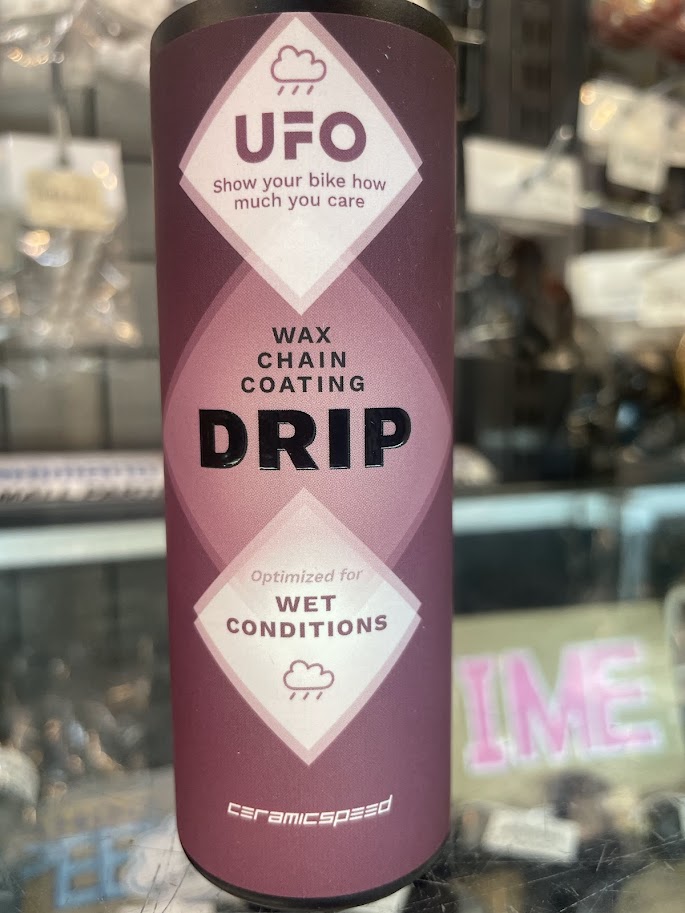 UFO
Show your bike how
much you care
WAX
CHAIN
COATING
DRIP
Optimized for
WET
CONDITIONS
ceramicspeed
IME